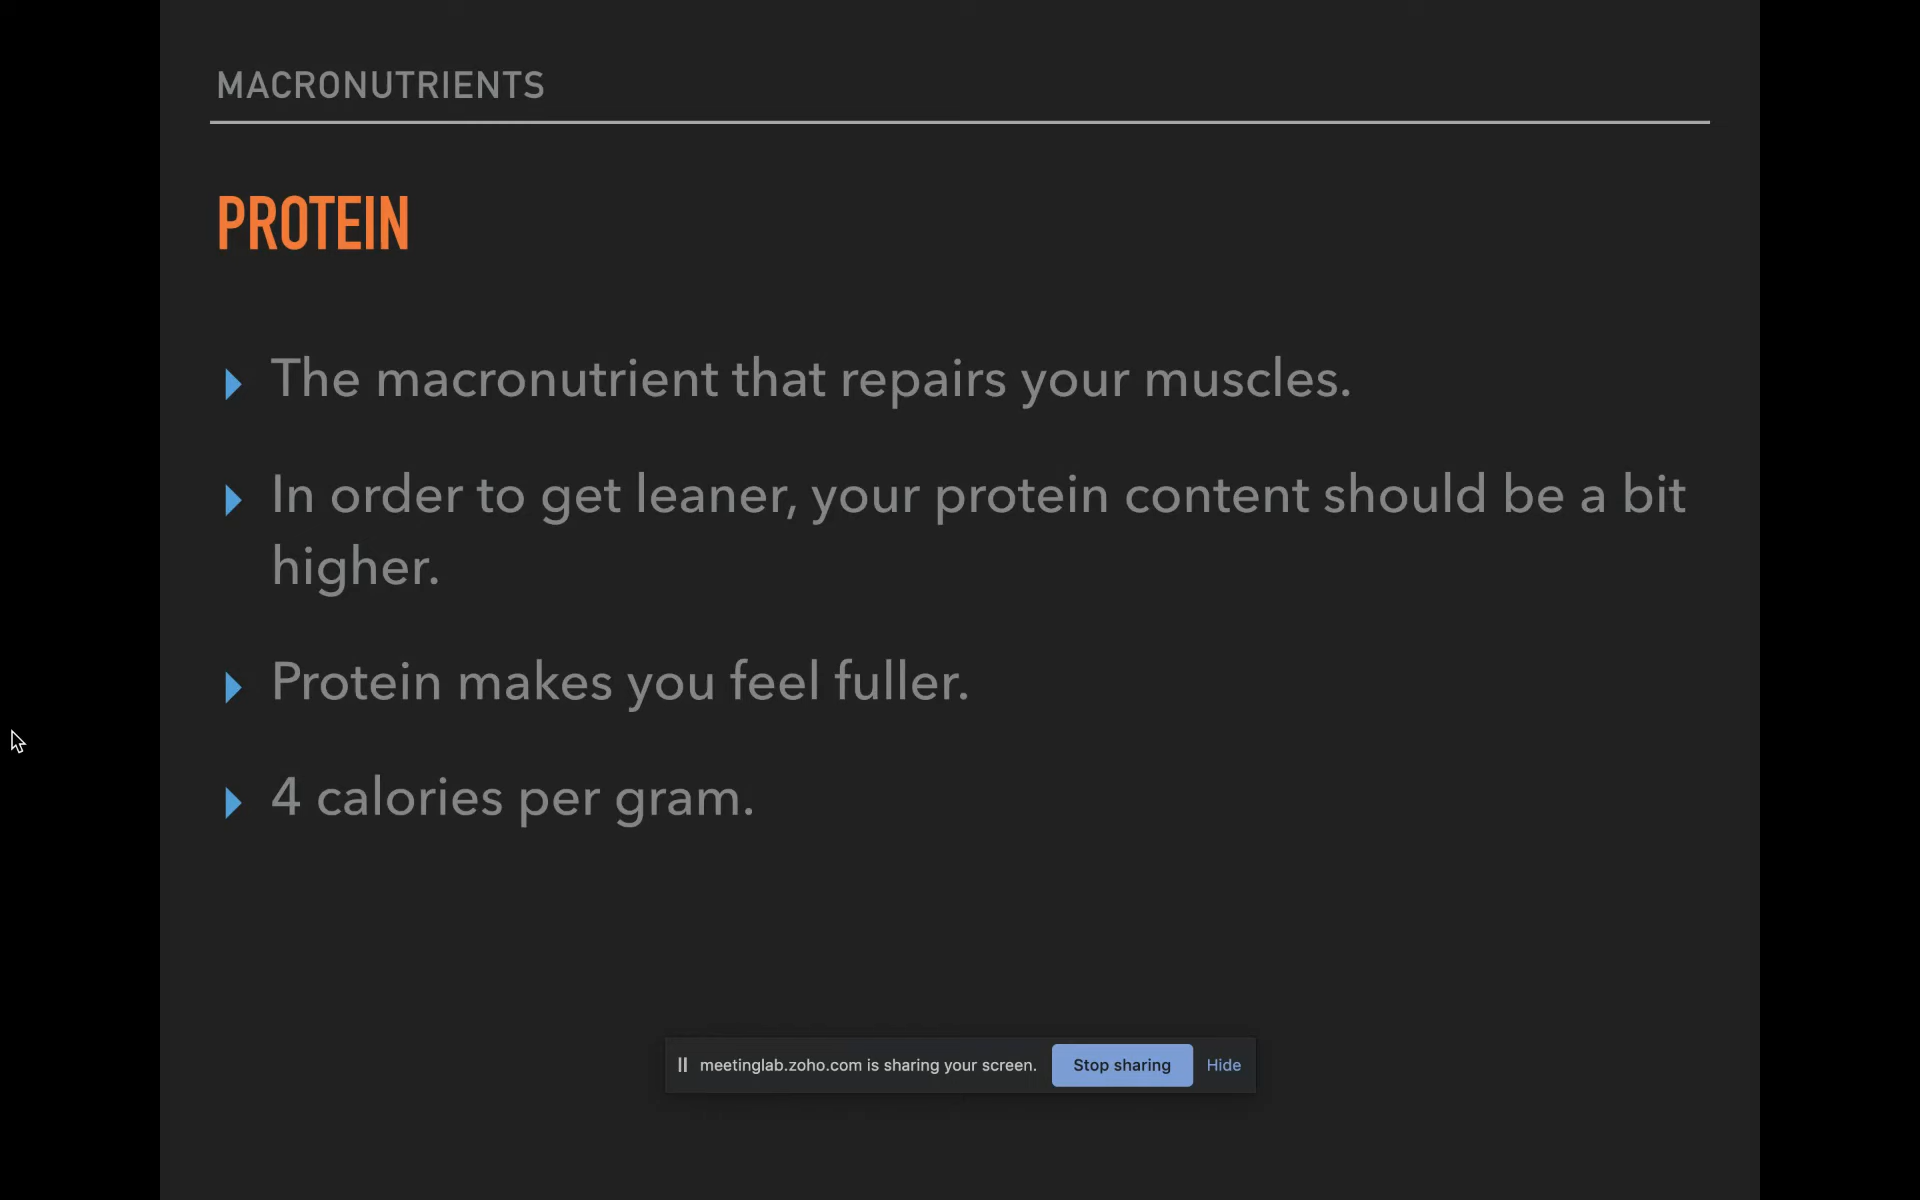 MACRONUTRIENTS
PROTEIN
The macronutrient that repairs your muscles.
In order to get leaner, your protein content should be a bit
higher.
Protein makes you feel fuller.
4 calories per gram.
meetinglab.zoho.com is sharing your screen. Stop sharing Hide